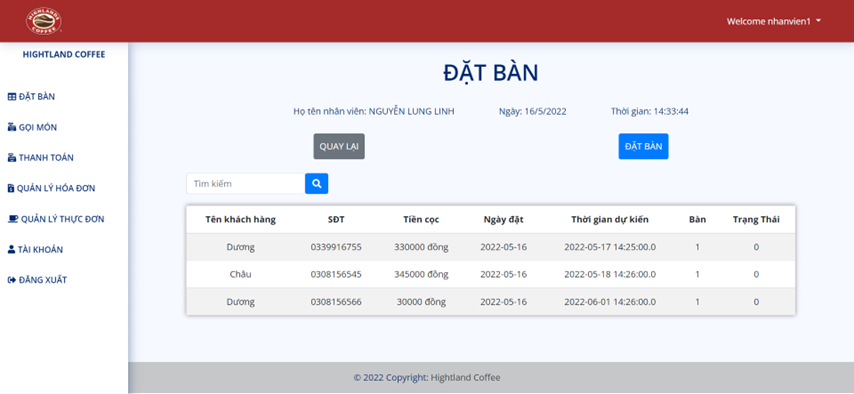 HIGHLANDS COFFEE
Welcome nhanvien1
HIGHTLAND COFFEE
ĐẶT BÀN
GỌI MÓN
THANH TOÁN
QUẢN LÝ HÓA ĐƠN
QUẢN LÝ THỰC ĐƠN
TÀI KHOẢN
ĐĂNG XUẤT
ĐẶT BÀN
Họ tên nhân viên: NGUYỄN LUNG LINH Ngày: 16/5/2022 Thời gian: 14:33:44
QUAY LẠI ĐẶT BÀN
Tìm kiếm
Tên khách hàng SĐT Tiền cọc Ngày đặt Thời gian dự kiến Bàn Trạng Thái
Dương 0339916755 330000 đồng 2022-05-16 2022-05-17 14:25:00.0 1 0
Châu 0308156545 345000 đồng 2022-05-16 2022-05-18 14:26:00.0 1 0
Dương 0308156566 30000 đồng 2022-05-16 2022-06-01 14:26:00.0 1 0
© 2022 Copyright: Hightland Coffee